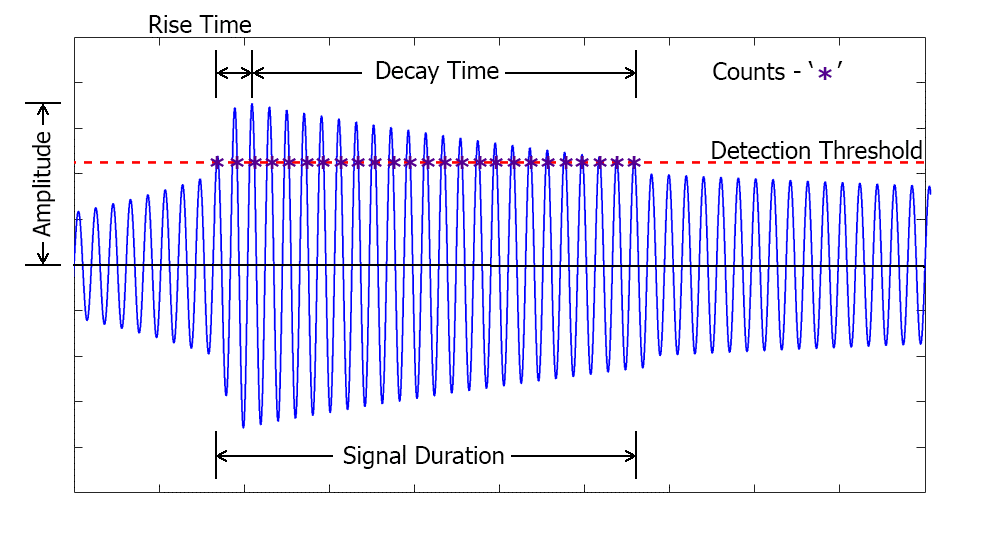 Rise Time
Decay Time
Counts - ‘*’
Amplitude
Detection Threshold
Signal Duration